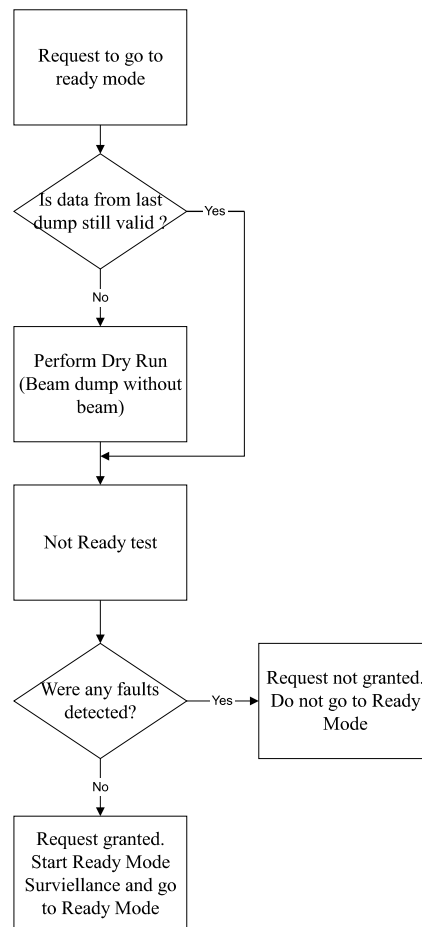 Request to go to
ready mode
Is data from last
dump still valid ?
Yes
No
Perform Dry Run
(Beam dump without
beam)
Not Ready test
Were any faults
detected?
Yes
Request not granted.
Do not go to Ready
Mode
No
Request granted.
Start Ready Mode
Surviellance and go
to Ready Mode